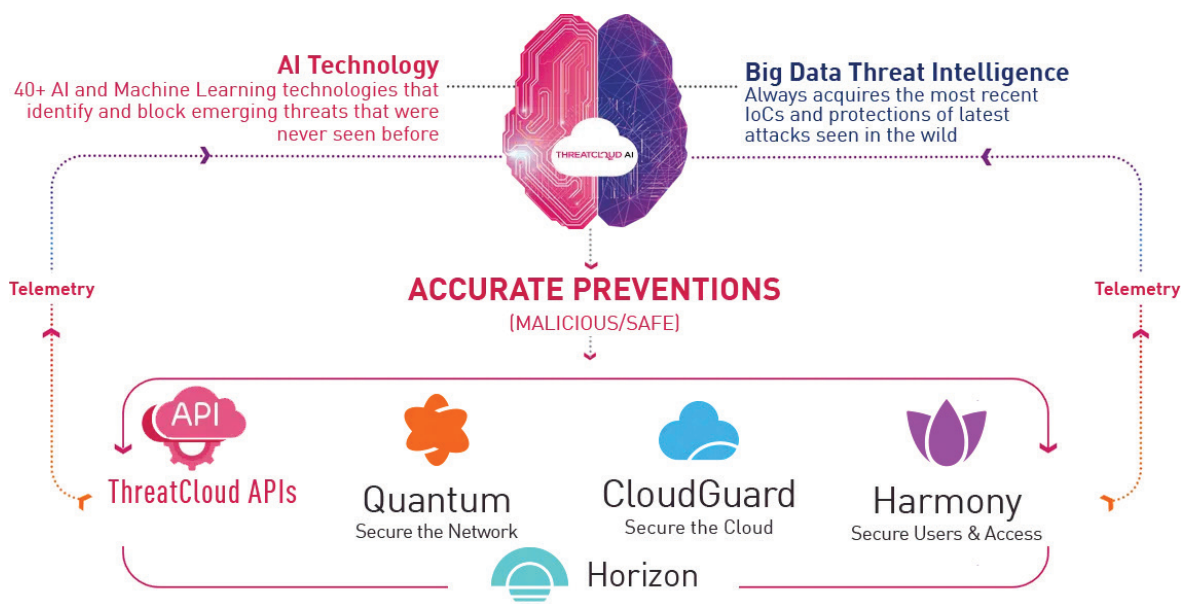 AI Technology
40+ AI and Machine Learning technologies that
identify and block emerging threats that were
never seen before
Big Data Threat Intelligence
Always acquires the most recent
IoCs and protections of latest
attacks seen in the wild
THREATCLOUD AI
Telemetry
Telemetry
ACCURATE PREVENTIONS
(MALICIOUS/SAFE)
API
ThreatCloud APIs
Quantum
Secure the Network
CloudGuard
Secure the Cloud
Harmony
Secure Users & Access
Horizon